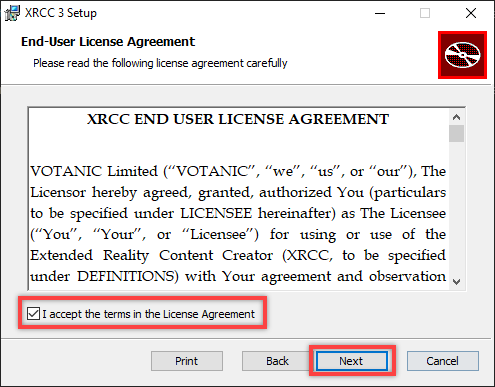 XRCC 3 Setup
End-User License Agreement
Please read the following license agreement carefully
XRCC END USER LICENSE AGREEMENT
VOTANIC Limited (“VOTANIC”, “we”, “us”, or “our”), The
Licensor hereby agreed, granted, authorized You (particulars
to be specified under LICENSEE hereinafter) as The Licensee
(“You”, “Your”, or “Licensee”) for using or use of the
Extended Reality Content Creator (XRCC, to be specified
under DEFINITIONS) with Your agreement and observation
I accept the terms in the License Agreement
Print
Back
Next
Cancel